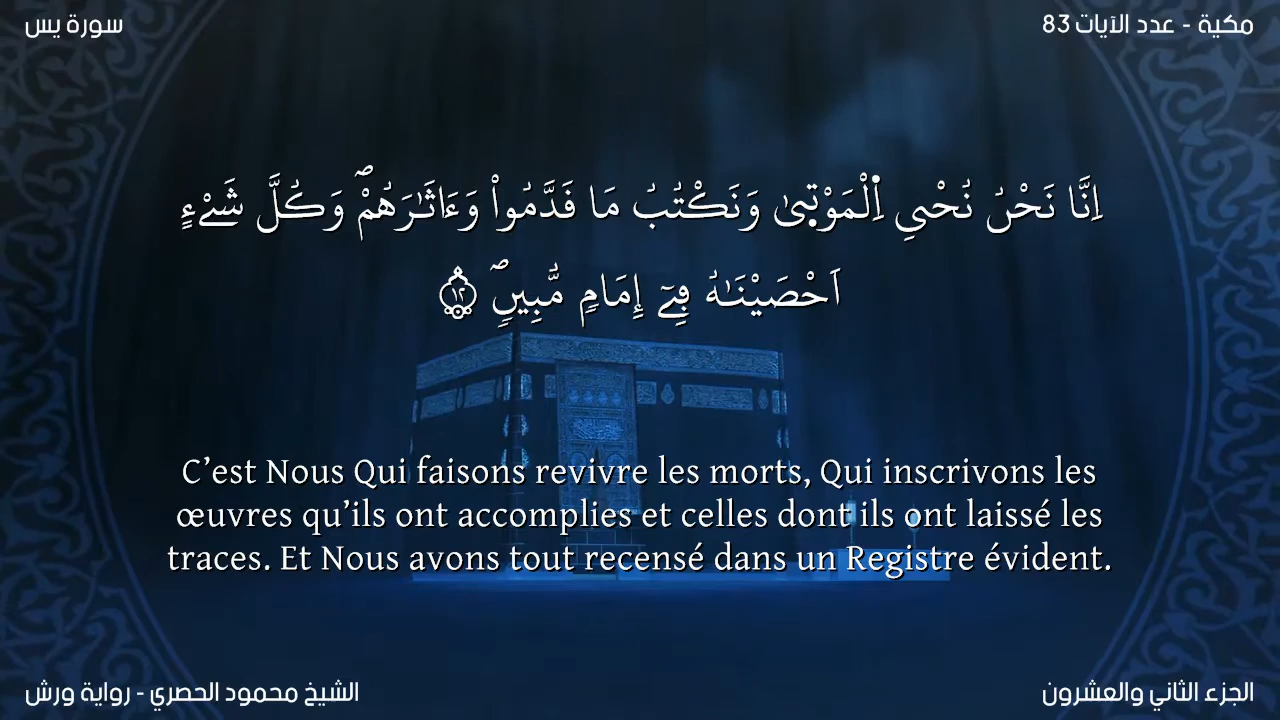 سورة يس
مكية - عدد الآيات 83
اِنَّا نَحْنُ نُحْيِ اِ۬لْمَوْت۪يٰ وَنَكْتُبُ مَا قَدَّمُواْ وَءَاثَٰرَهُمْۖ وَكُلَّ شَےْءٍ
اَحْصَيْنَٰهُ فِےٓ إِمَامٖ مُّبِينٖۖ ۝١٢
C’est Nous Qui faisons revivre les morts, Qui inscrivons les
œuvres qu’ils ont accomplies et celles dont ils ont laissé les
traces. Et Nous avons tout recensé dans un Registre évident.
الشيخ محمود الحصري - رواية ورش
الجزء الثاني والعشرون